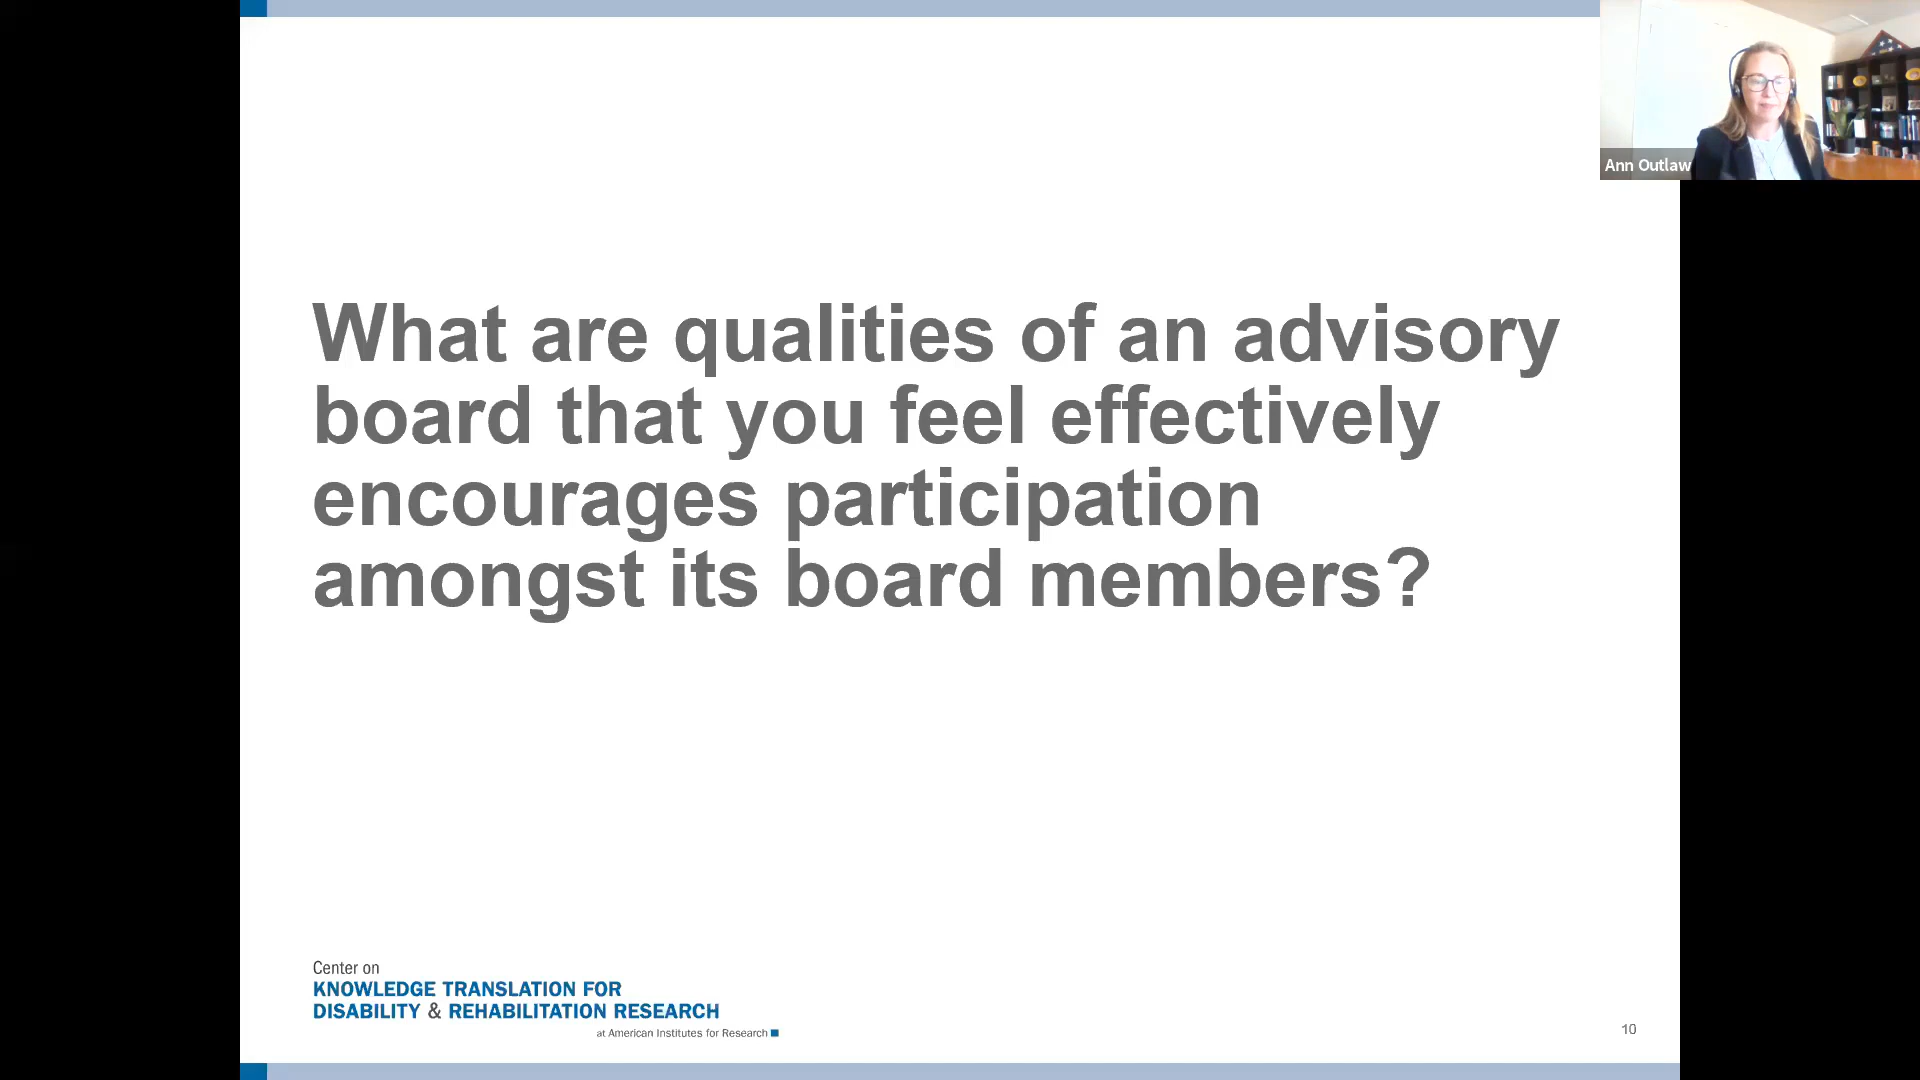 Ann Outlaw
What are qualities of an advisory
board that you feel effectively
encourages participation
amongst its board members?
Center on
KNOWLEDGE TRANSLATION FOR
DISABILITY & REHABILITATION RESEARCH
at American Institutes for Research
10